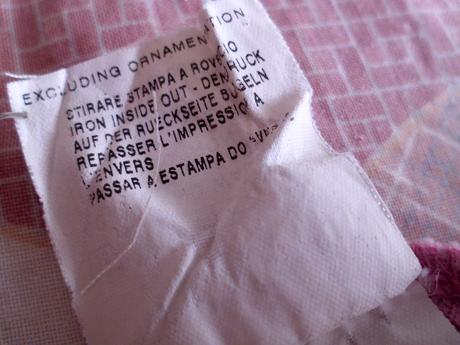 EXCLUDING ORNAMENTATION
STIRARE STAMPA A ROVESCIO
IRON INSIDE OUT - DEN DRUCK
AUF DER RUECKSEITE BUGELN
REPASSER L'IMPRESSION A
L'ENVERS
PASSAR A ESTAMPA DO